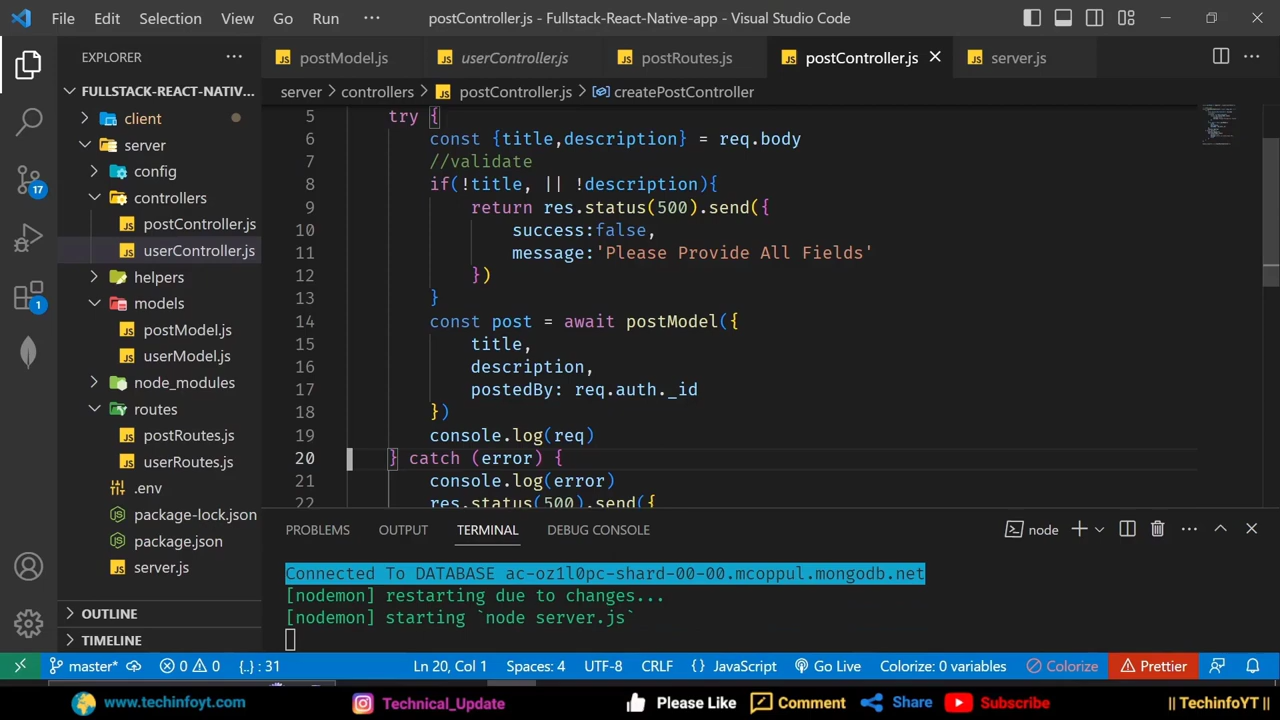 File Edit Selection View Go Run ··· postController.js - Fullstack-React-Native-app - Visual Studio Code
EXPLORER ··· postModel.js userController.js postRoutes.js postController.js server.js ···
FULLSTACK-REACT-NATIV... server > controllers > postController.js > createPostController
client
server
config
controllers
postController.js
userController.js
helpers
models
postModel.js
userModel.js
node_modules
routes
postRoutes.js
userRoutes.js
.env
package-lock.json
package.json
server.js
OUTLINE
TIMELINE
17
1
5 try {
6 const {title,description} = req.body
7 //validate
8 if(!title, || !description){
9 return res.status(500).send({
10 success:false,
11 message:'Please Provide All Fields'
12 })
13 }
14 const post = await postModel({
15 title,
16 description,
17 postedBy: req.auth._id
18 })
19 console.log(req)
20 } catch (error) {
21 console.log(error)
22 res.status(500).send({
PROBLEMS OUTPUT TERMINAL DEBUG CONSOLE node ···
Connected To DATABASE ac-oz1l0pc-shard-00-00.mcoppul.mongodb.net
[nodemon] restarting due to changes...
[nodemon] starting `node server.js`
master* 0 0 {..} : 31 Ln 20, Col 1 Spaces: 4 UTF-8 CRLF {} JavaScript Go Live Colorize: 0 variables Colorize Prettier
www.techinfoyt.com Technical_Update Please Like Comment Share Subscribe || TechinfoYT ||